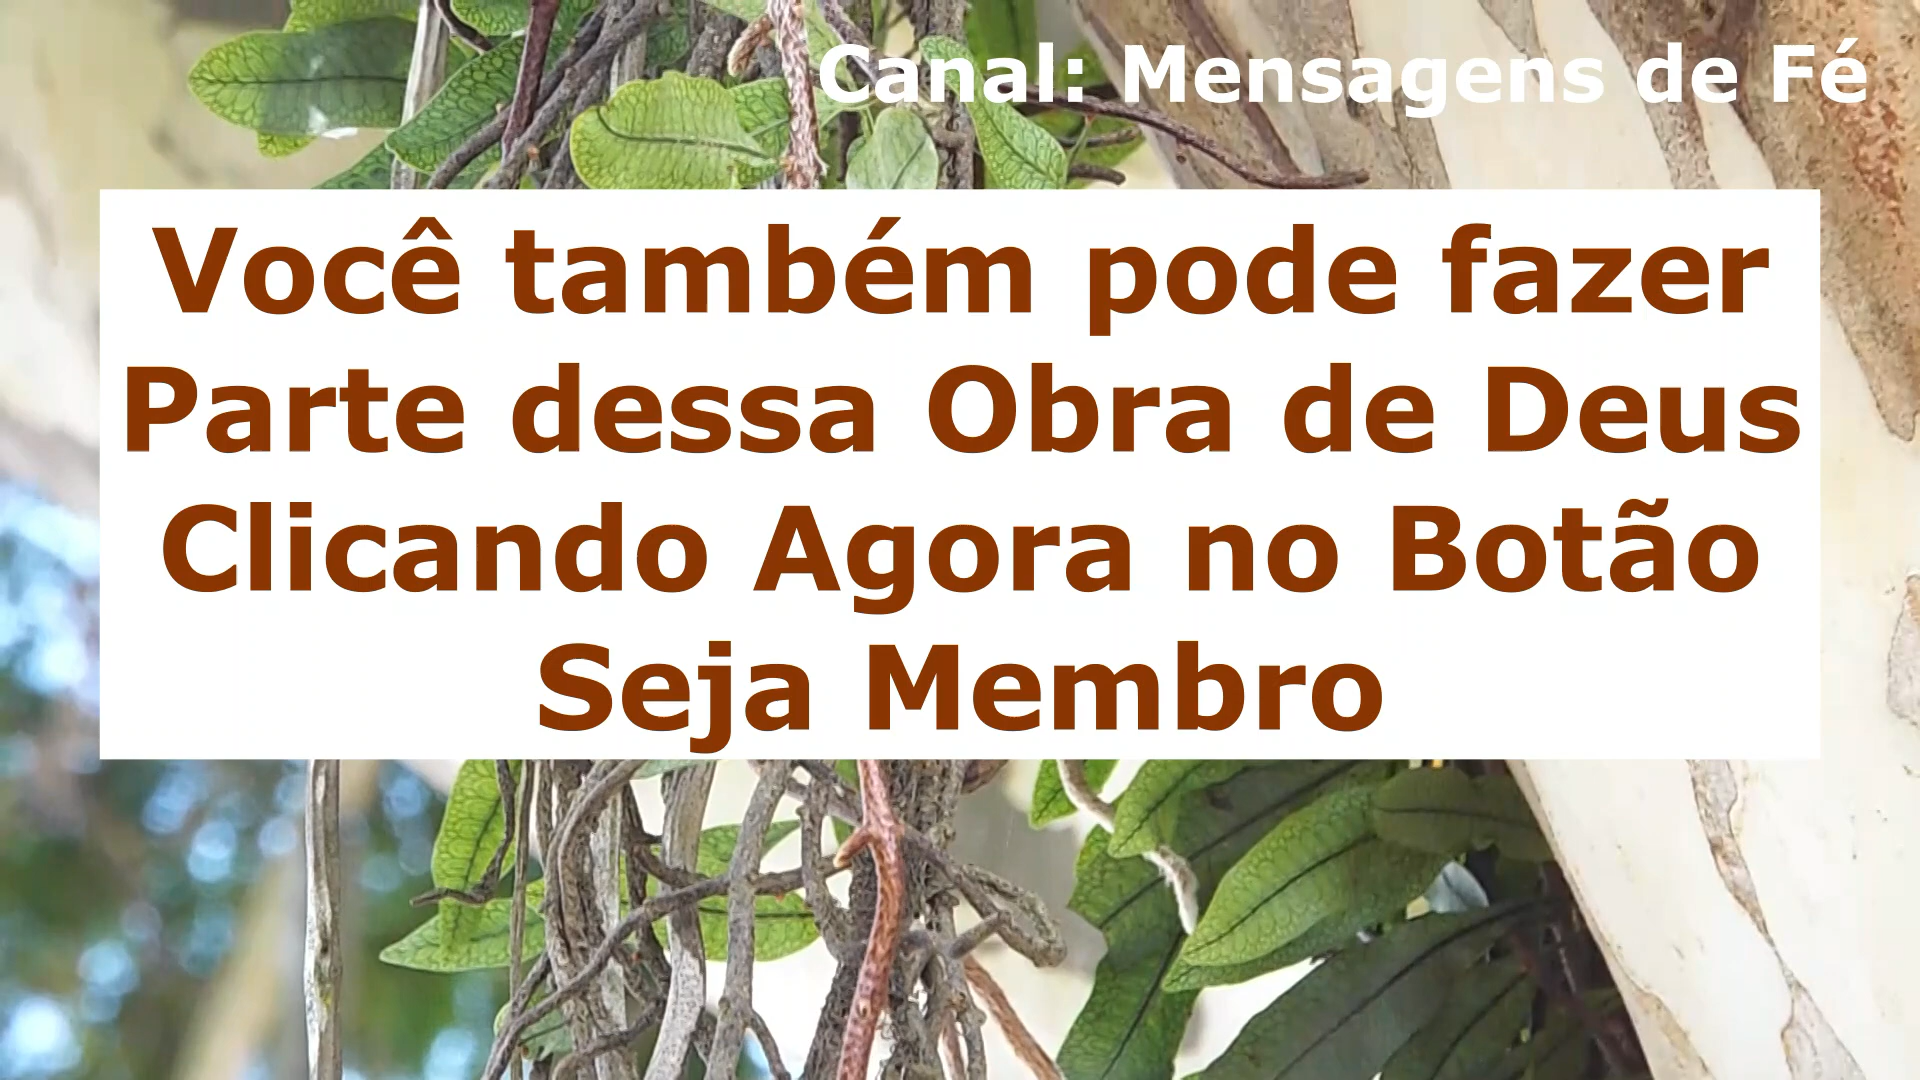 Canal: Mensagens de Fé
Você também pode fazer
Parte dessa Obra de Deus
Clicando Agora no Botão
Seja Membro